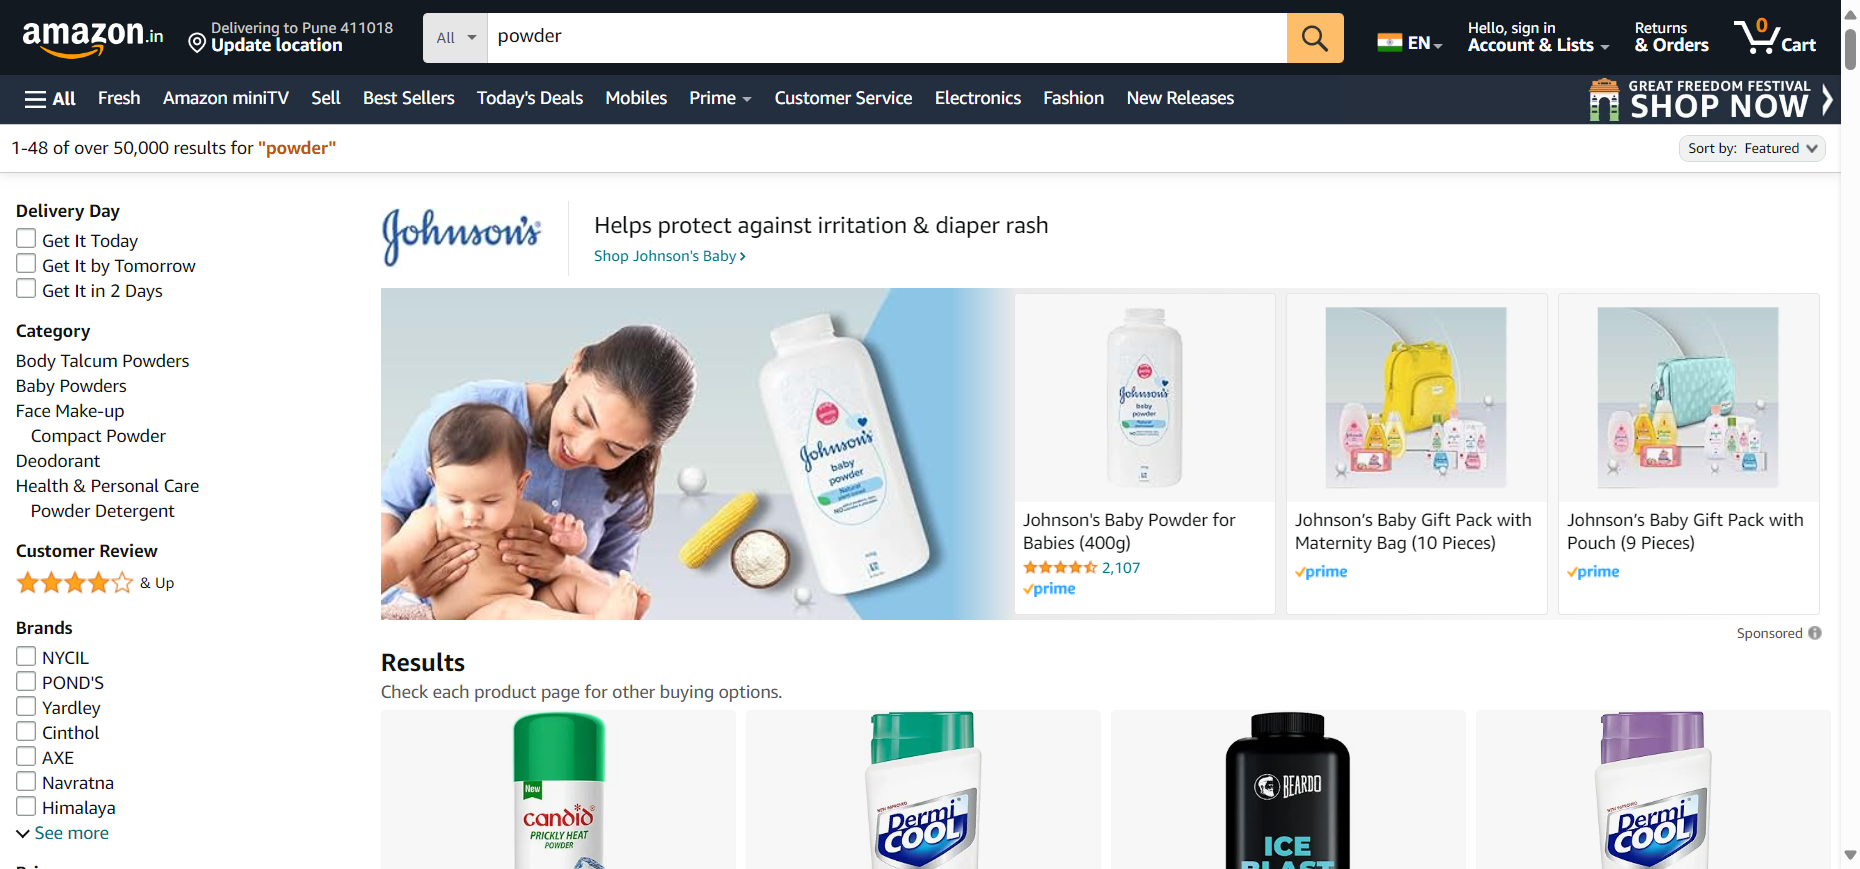 amazon.in
Delivering to Pune 411018
Update location
All
powder
EN
Hello, sign in
Account & Lists
Returns
& Orders
0
Cart
All
Fresh
Amazon miniTV
Sell
Best Sellers
Today's Deals
Mobiles
Prime
Customer Service
Electronics
Fashion
New Releases
GREAT FREEDOM FESTIVAL
SHOP NOW
1-48 of over 50,000 results for "powder"
Sort by: Featured
Delivery Day
Get It Today
Get It by Tomorrow
Get It in 2 Days
Category
Body Talcum Powders
Baby Powders
Face Make-up
Compact Powder
Deodorant
Health & Personal Care
Powder Detergent
Customer Review
& Up
Brands
NYCIL
POND'S
Yardley
Cinthol
AXE
Navratna
Himalaya
See more
Johnson's
Helps protect against irritation & diaper rash
Shop Johnson's Baby
Johnson's
baby
powder
Natural
Johnson's
baby
powder
Johnson's Baby Powder for
Babies (400g)
2,107
prime
Johnson's Baby Gift Pack with
Maternity Bag (10 Pieces)
prime
Johnson's Baby Gift Pack with
Pouch (9 Pieces)
prime
Sponsored
Results
Check each product page for other buying options.
New
candid
PRICKLY HEAT
POWDER
Dermi
COOL
BEARDO
ICE
BLAST
Dermi
COOL